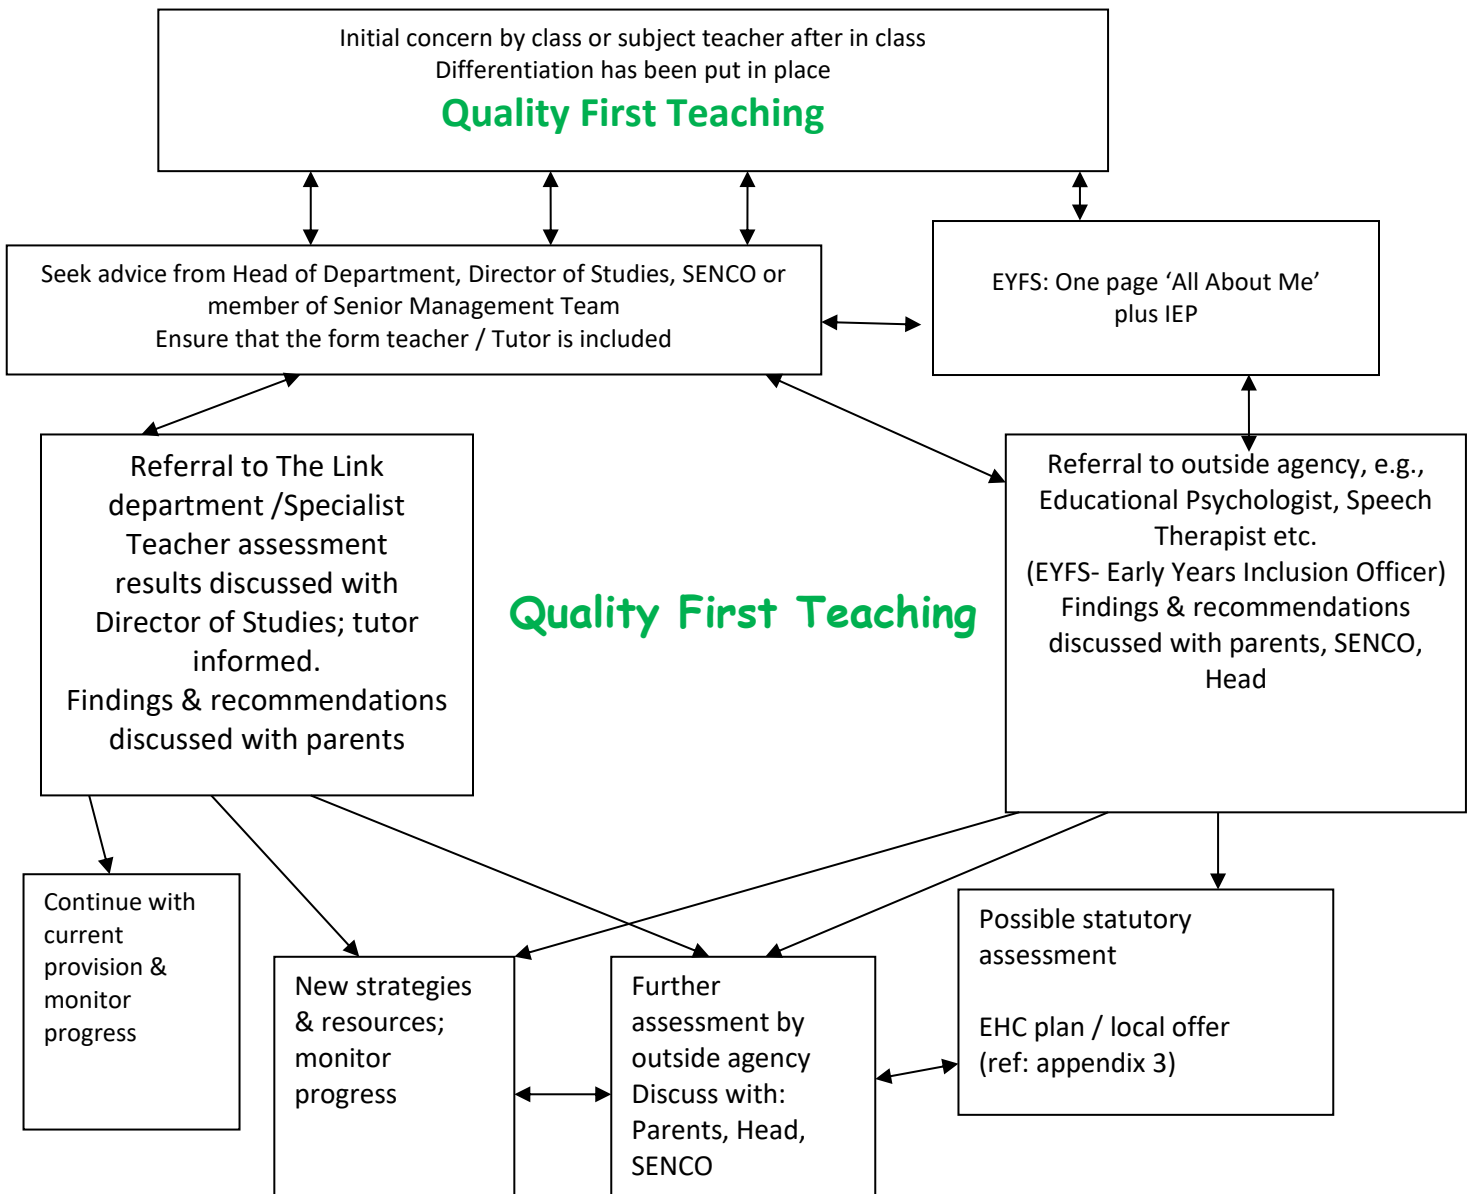 Initial concern by class or subject teacher after in class
Differentiation has been put in place
Quality First Teaching
Seek advice from Head of Department, Director of Studies, SENCO or
member of Senior Management Team
Ensure that the form teacher / Tutor is included
EYFS: One page ‘All About Me’
plus IEP
Referral to The Link
department /Specialist
Teacher assessment
results discussed with
Director of Studies; tutor
informed.
Findings & recommendations
discussed with parents
Quality First Teaching
Referral to outside agency, e.g.,
Educational Psychologist, Speech
Therapist etc.
(EYFS- Early Years Inclusion Officer)
Findings & recommendations
discussed with parents, SENCO,
Head
Continue with
current
provision &
monitor
progress
New strategies
& resources;
monitor
progress
Further
assessment by
outside agency
Discuss with:
Parents, Head,
SENCO
Possible statutory
assessment
EHC plan / local offer
(ref: appendix 3)